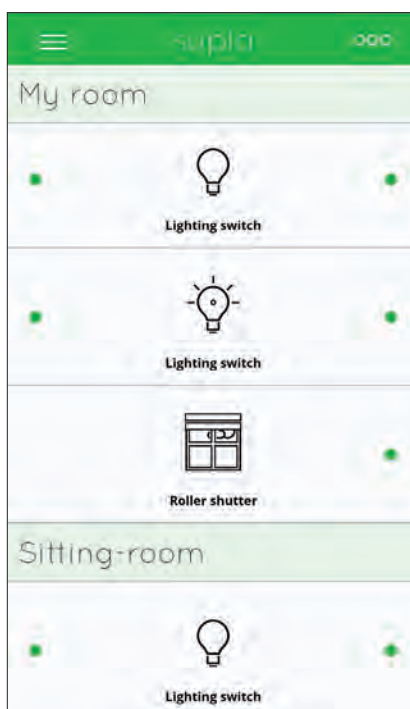 supla
My room
Lighting switch
Lighting switch
Roller shutter
Sitting-room
Lighting switch